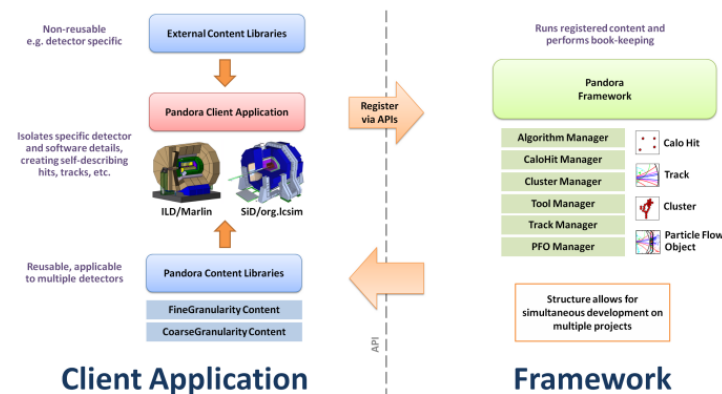 Non-reusable
e.g. detector specific
External Content Libraries
Pandora Client Application
Isolates specific detector
and software details,
creating self-describing
hits, tracks, etc.
ILD/Marlin
SiD/org.lcsim
Reusable, applicable
to multiple detectors
Pandora Content Libraries
FineGranularity Content
CoarseGranularity Content
Client Application
Register
via APIs
API
Runs registered content and
performs book-keeping
Pandora
Framework
Algorithm Manager
CaloHit Manager
Cluster Manager
Tool Manager
Track Manager
PFO Manager
Calo Hit
Track
Cluster
Particle Flow
Object
Structure allows for
simultaneous development on
multiple projects
Framework